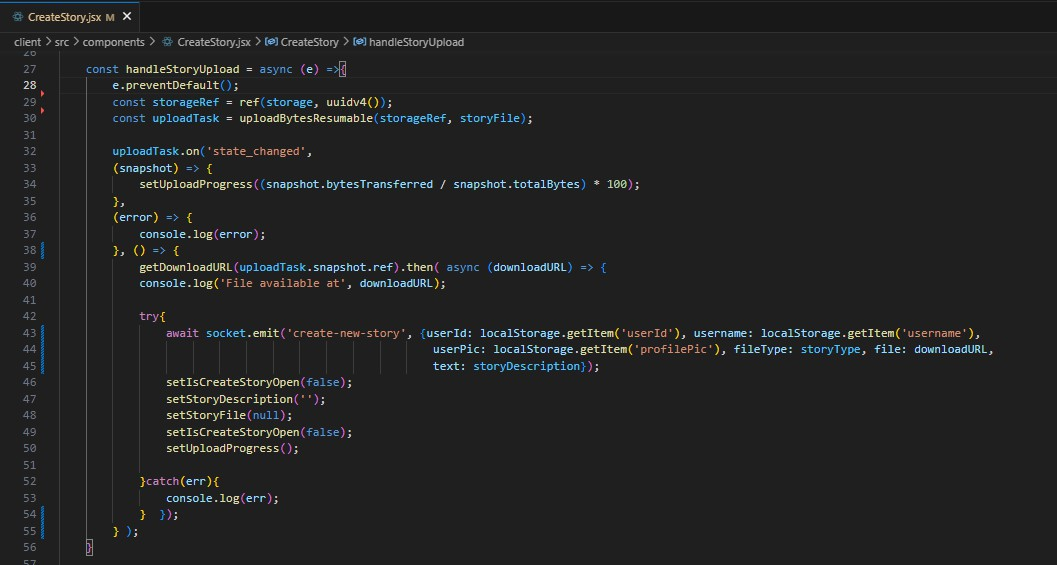 CreateStory.jsx M
client > src > components > CreateStory.jsx > CreateStory > handleStoryUpload
26
27 const handleStoryUpload = async (e) =>{
28 e.preventDefault();
29 const storageRef = ref(storage, uuidv4());
30 const uploadTask = uploadBytesResumable(storageRef, storyFile);
31
32 uploadTask.on('state_changed',
33 (snapshot) => {
34 setUploadProgress((snapshot.bytesTransferred / snapshot.totalBytes) * 100);
35 },
36 (error) => {
37 console.log(error);
38 }, () => {
39 getDownloadURL(uploadTask.snapshot.ref).then( async (downloadURL) => {
40 console.log('File available at', downloadURL);
41
42 try{
43 await socket.emit('create-new-story', {userId: localStorage.getItem('userId'), username: localStorage.getItem('username'),
44 userPic: localStorage.getItem('profilePic'), fileType: storyType, file: downloadURL,
45 text: storyDescription});
46 setIsCreateStoryOpen(false);
47 setStoryDescription('');
48 setStoryFile(null);
49 setIsCreateStoryOpen(false);
50 setUploadProgress();
51
52 }catch(err){
53 console.log(err);
54 } });
55 } );
56 }
57